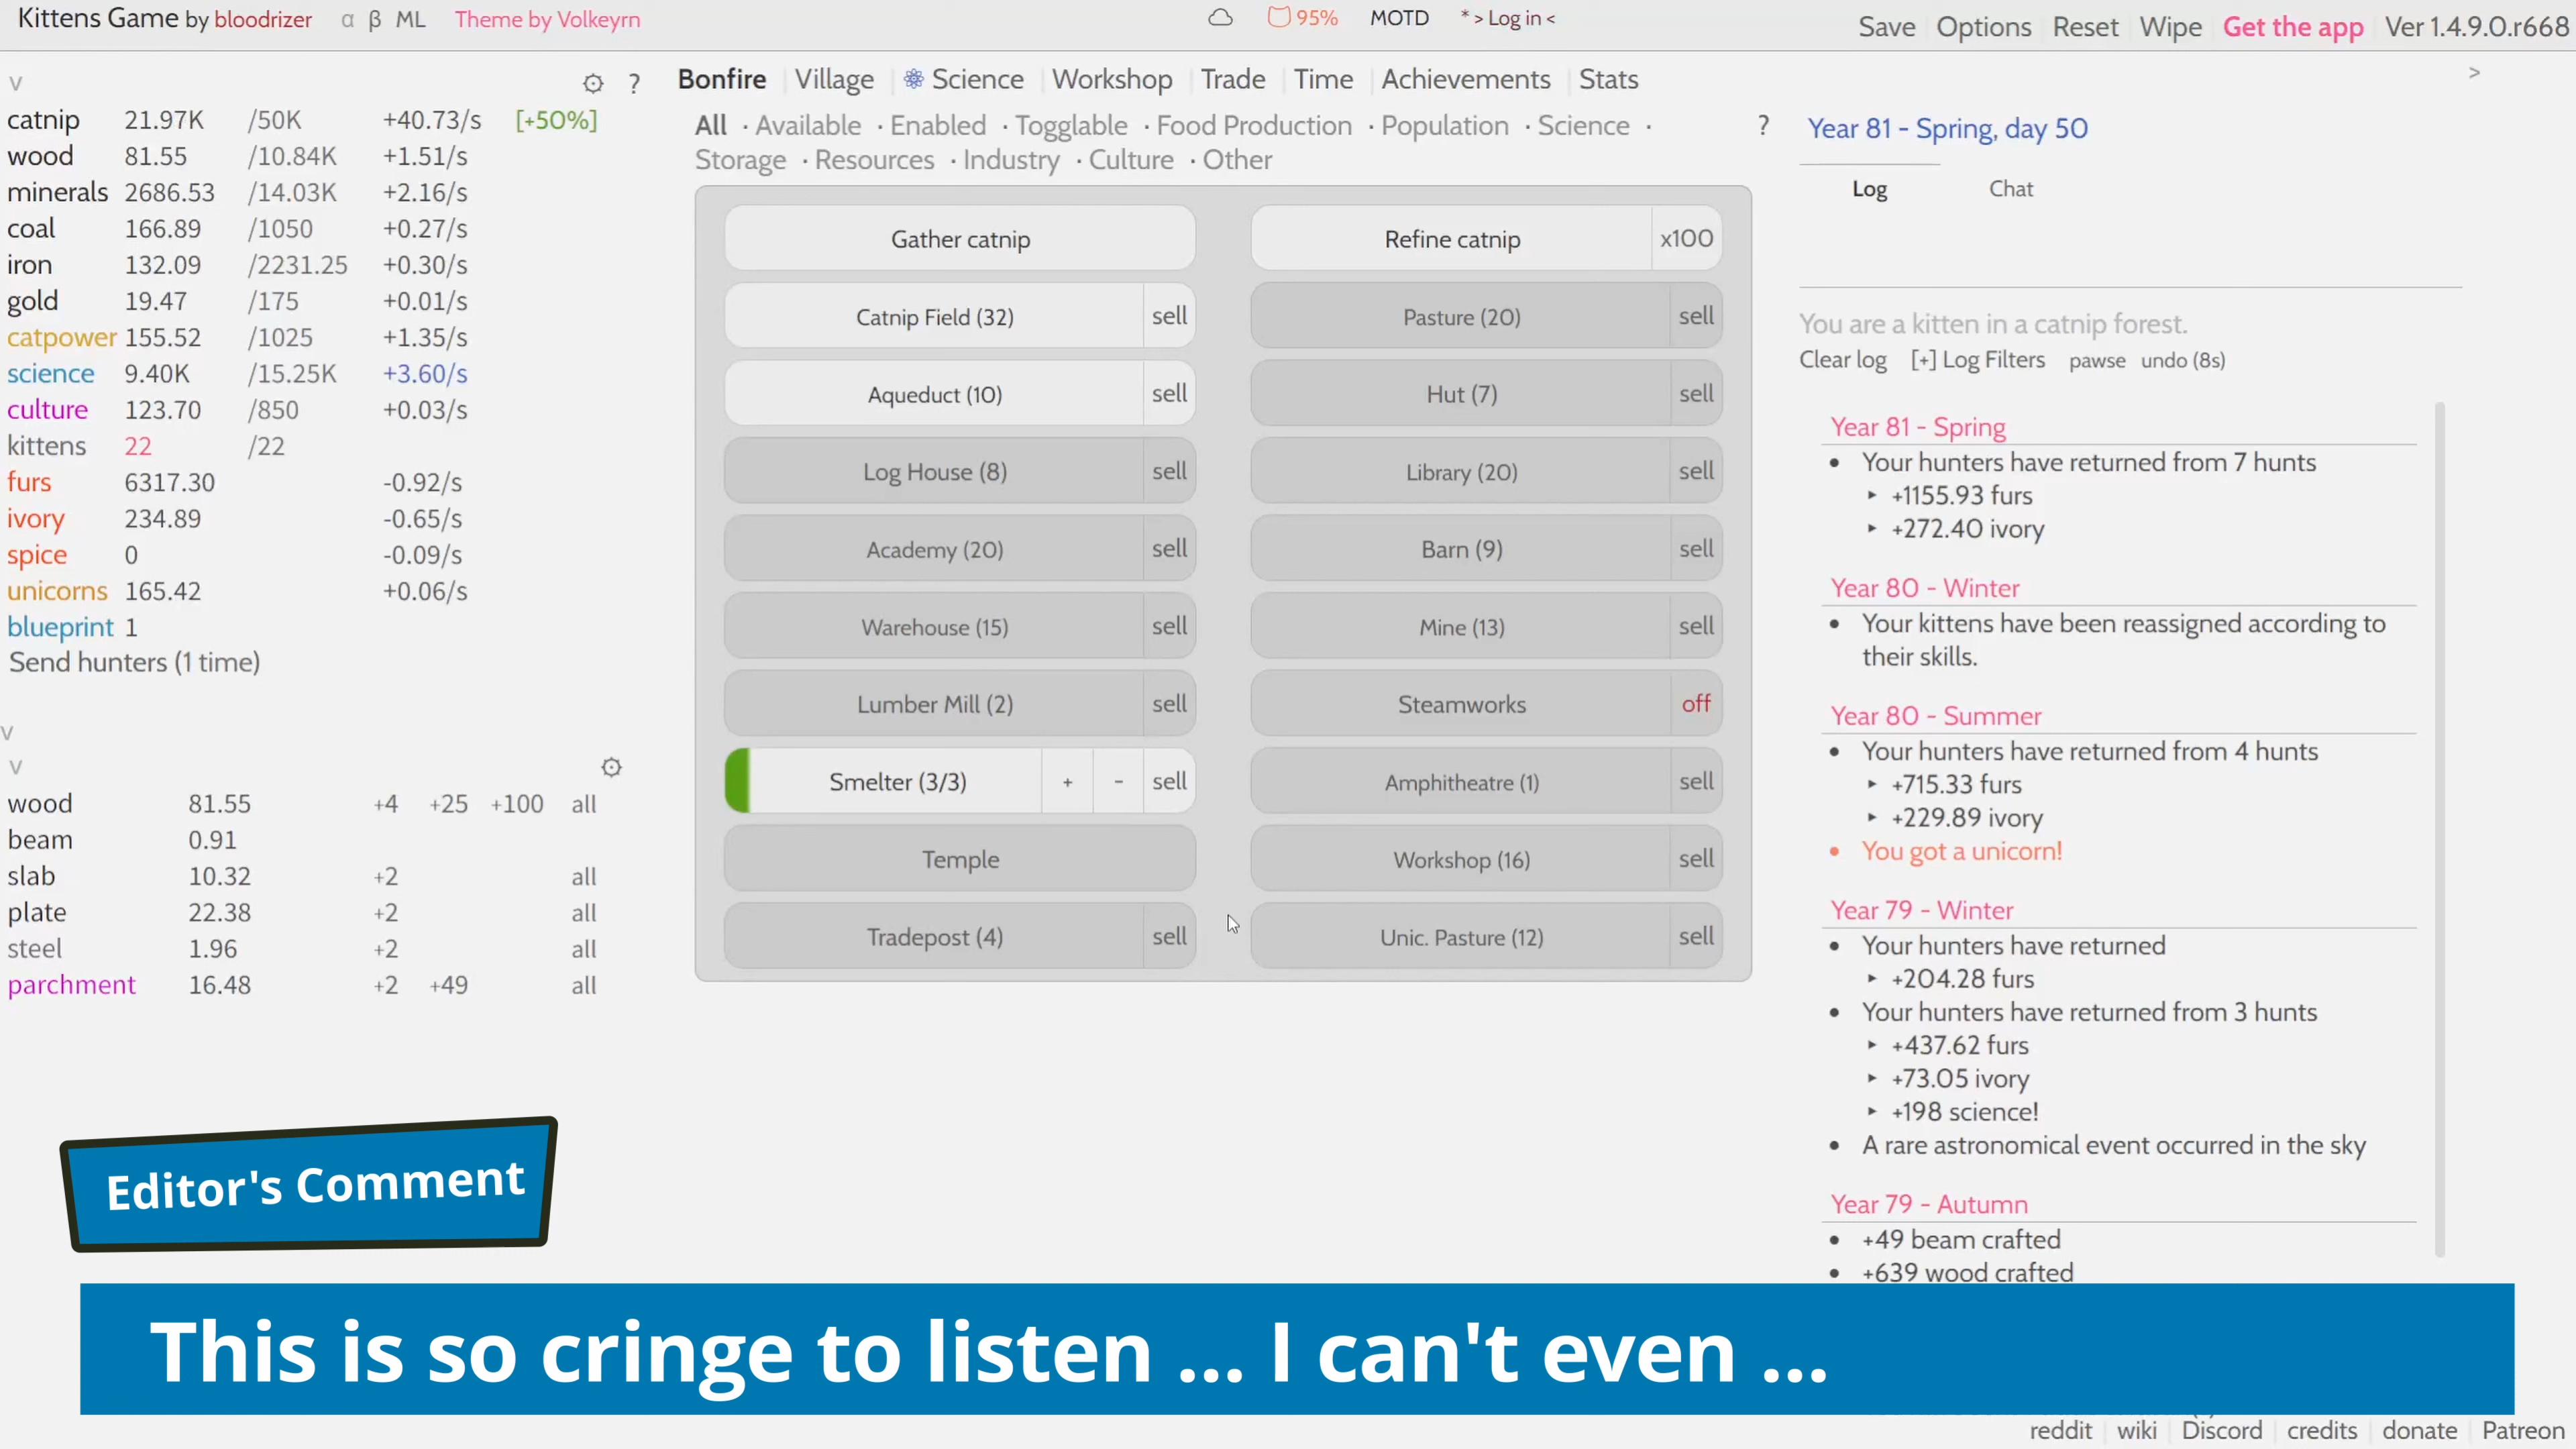 Kittens Game by bloodrizer α β ML Theme by Volkeyrn
95% MOTD * > Log in <
Save Options Reset Wipe Get the app Ver 1.4.9.0.r668
v ?
catnip 21.97K /50K +40.73/s [+50%]
wood 81.55 /10.84K +1.51/s
minerals 2686.53 /14.03K +2.16/s
coal 166.89 /1050 +0.27/s
iron 132.09 /2231.25 +0.30/s
gold 19.47 /175 +0.01/s
catpower 155.52 /1025 +1.35/s
science 9.40K /15.25K +3.60/s
culture 123.70 /850 +0.03/s
kittens 22 /22
furs 6317.30 -0.92/s
ivory 234.89 -0.65/s
spice 0 -0.09/s
unicorns 165.42 +0.06/s
blueprint 1
Send hunters (1 time)
v
v
wood 81.55 +4 +25 +100 all
beam 0.91
slab 10.32 +2 all
plate 22.38 +2 all
steel 1.96 +2 all
parchment 16.48 +2 +49 all
Bonfire Village Science Workshop Trade Time Achievements Stats
All · Available · Enabled · Togglable · Food Production · Population · Science · ?
Storage · Resources · Industry · Culture · Other
Gather catnip Refine catnip x100
Catnip Field (32) sell Pasture (20) sell
Aqueduct (10) sell Hut (7) sell
Log House (8) sell Library (20) sell
Academy (20) sell Barn (9) sell
Warehouse (15) sell Mine (13) sell
Lumber Mill (2) sell Steamworks off
Smelter (3/3) + - sell Amphitheatre (1) sell
Temple Workshop (16) sell
Tradepost (4) sell Unic. Pasture (12) sell
>
Year 81 - Spring, day 50
Log Chat
You are a kitten in a catnip forest.
Clear log [+] Log Filters pawse undo (8s)
Year 81 - Spring
• Your hunters have returned from 7 hunts
‣ +1155.93 furs
‣ +272.40 ivory
Year 80 - Winter
• Your kittens have been reassigned according to
their skills.
Year 80 - Summer
• Your hunters have returned from 4 hunts
‣ +715.33 furs
‣ +229.89 ivory
• You got a unicorn!
Year 79 - Winter
• Your hunters have returned
‣ +204.28 furs
• Your hunters have returned from 3 hunts
‣ +437.62 furs
‣ +73.05 ivory
‣ +198 science!
• A rare astronomical event occurred in the sky
Year 79 - Autumn
• +49 beam crafted
• +639 wood crafted
Editor's Comment
This is so cringe to listen ... I can't even ...
reddit wiki Discord credits donate Patreon